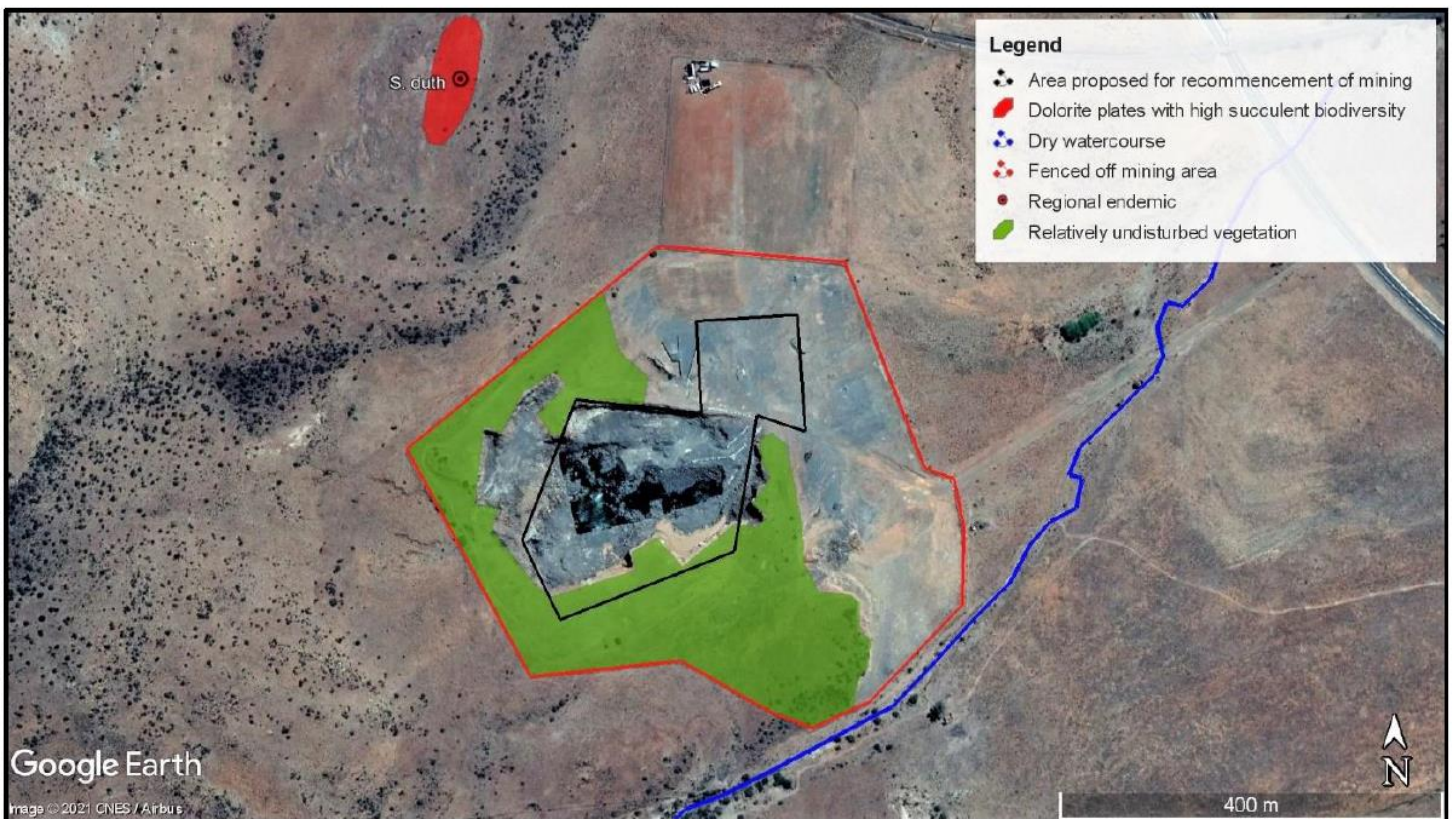 Legend
Area proposed for recommencement of mining
Dolorite plates with high succulent biodiversity
Dry watercourse
Fenced off mining area
Regional endemic
Relatively undisturbed vegetation
S. duth
Google Earth
Image © 2021 CNES / Airbus
N
400 m